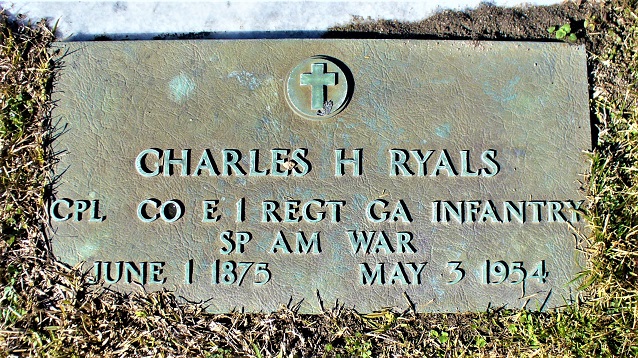 CHARLES H RYALS
CPL CO E 1 REGT GA INFANTRY
SP AM WAR
JUNE 1 1875 MAY 3 1954